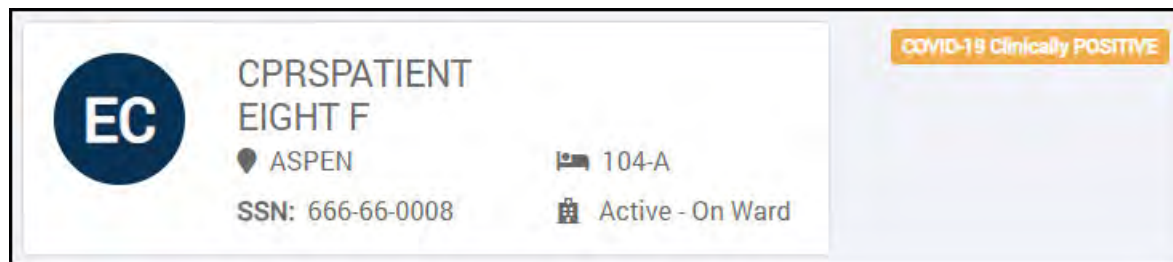 EC
CPRSPATIENT
EIGHT F
ASPEN
104-A
SSN: 666-66-0008
Active - On Ward
COVID-19 Clinically POSITIVE